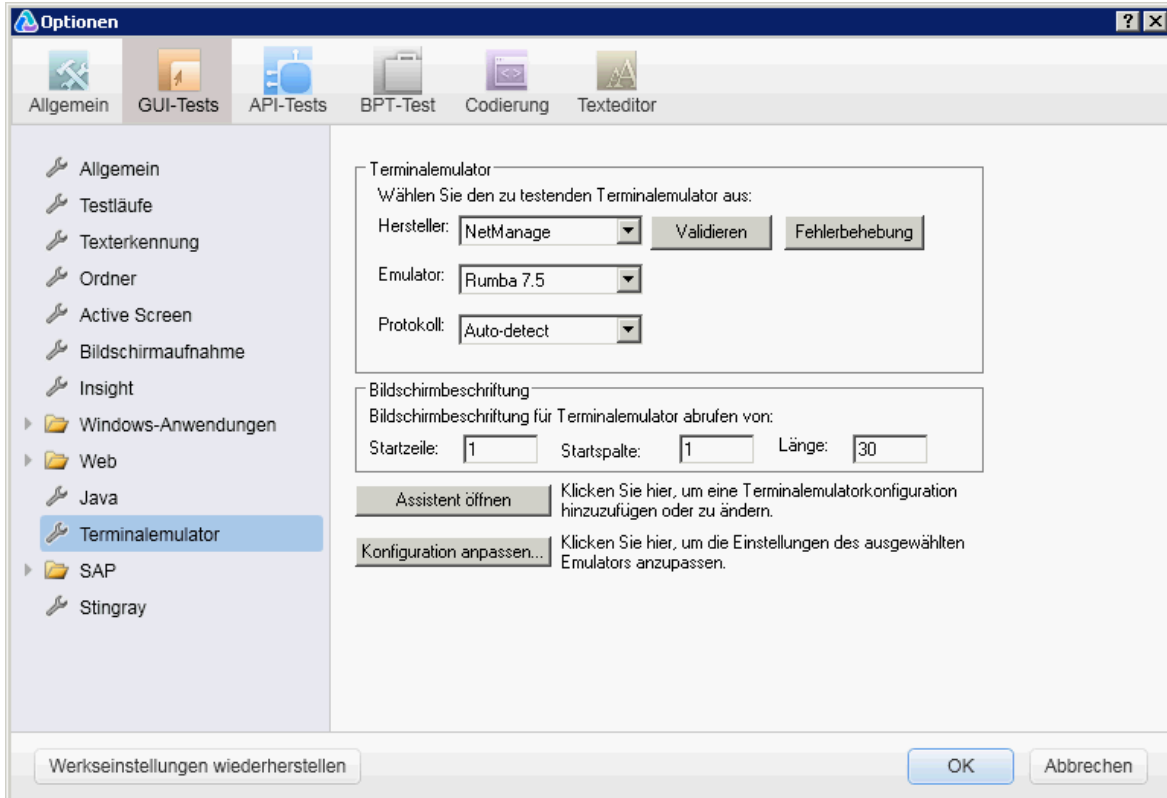 Optionen
Allgemein GUI-Tests API-Tests BPT-Test Codierung Texteditor
Allgemein
Testläufe
Texterkennung
Ordner
Active Screen
Bildschirmaufnahme
Insight
Windows-Anwendungen
Web
Java
Terminalemulator
SAP
Stingray
Terminalemulator
Wählen Sie den zu testenden Terminalemulator aus:
Hersteller: NetManage Validieren Fehlerbehebung
Emulator: Rumba 7.5
Protokoll: Auto-detect
Bildschirmbeschriftung
Bildschirmbeschriftung für Terminalemulator abrufen von:
Startzeile: 1 Startspalte: 1 Länge: 30
Assistent öffnen
Klicken Sie hier, um eine Terminalemulatorkonfiguration
hinzuzufügen oder zu ändern.
Konfiguration anpassen...
Klicken Sie hier, um die Einstellungen des ausgewählten
Emulators anzupassen.
Werkseinstellungen wiederherstellen OK Abbrechen